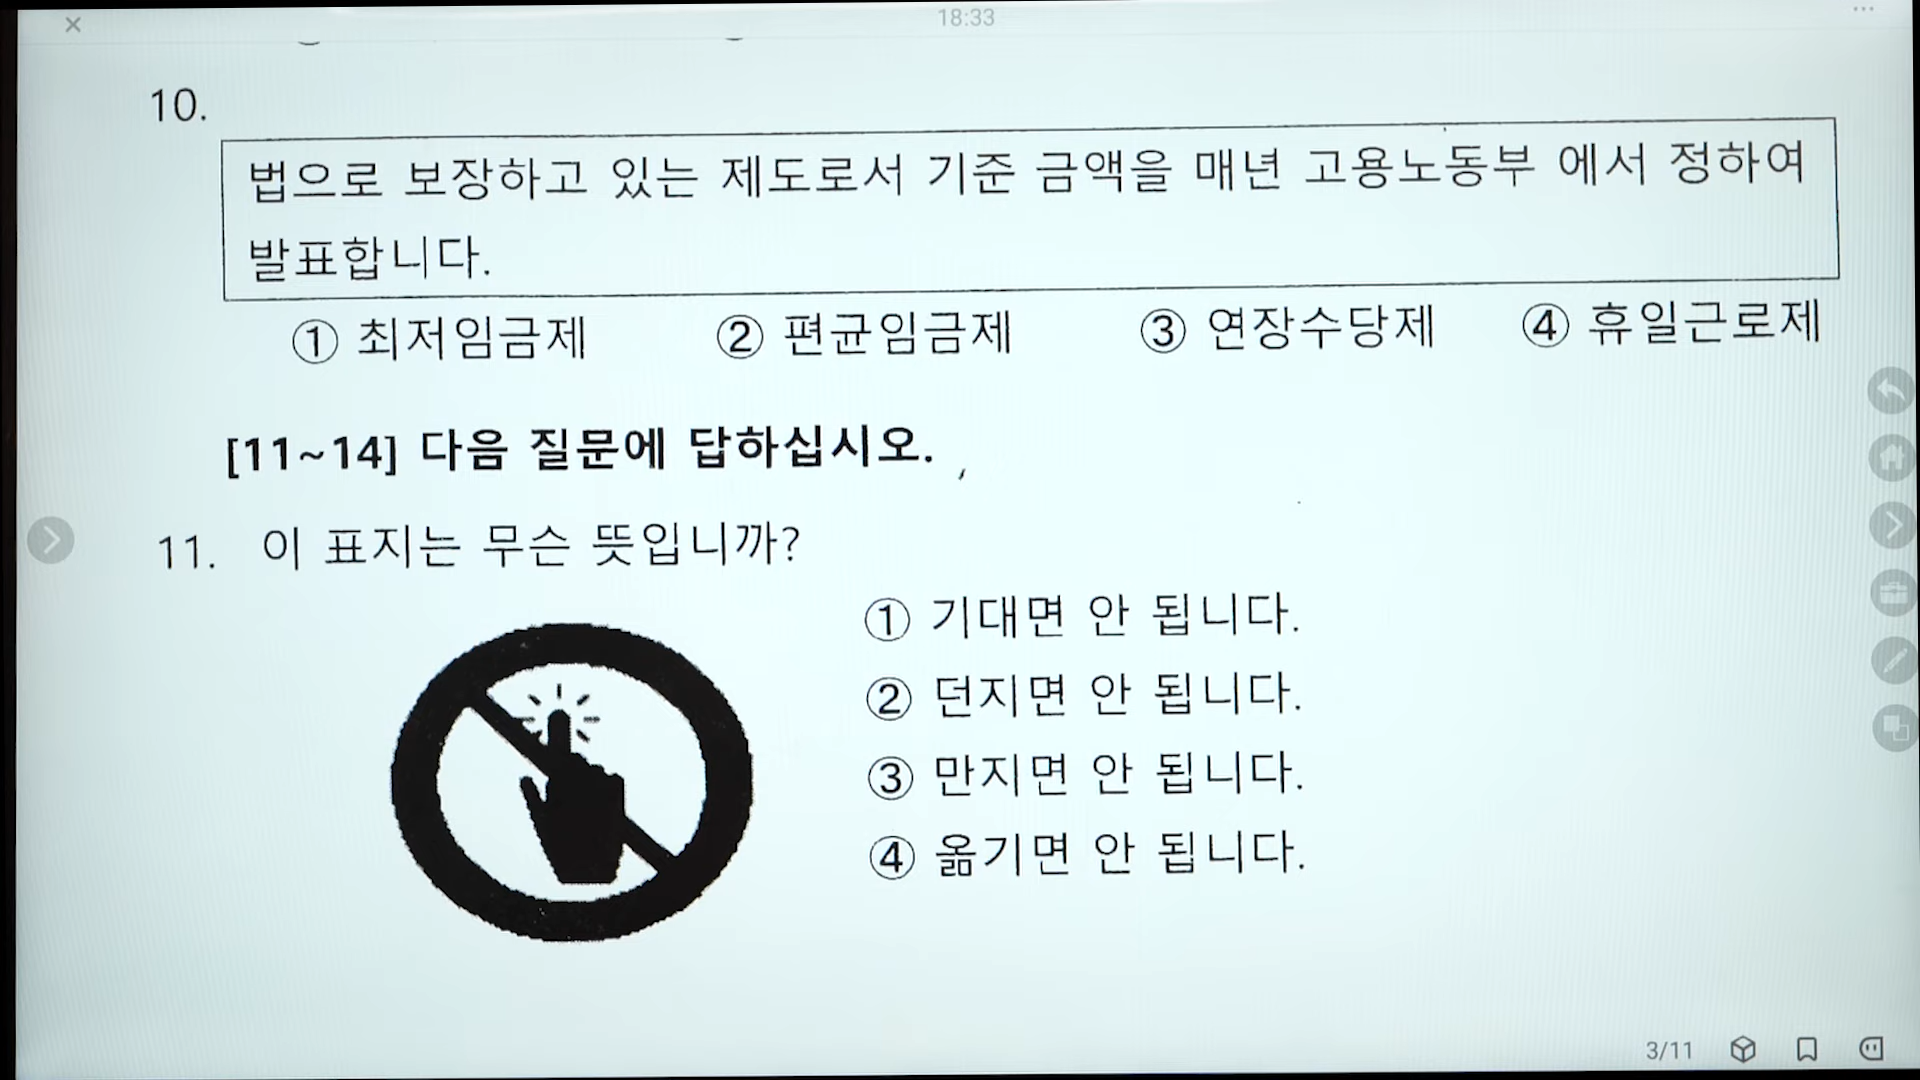 18:33
10.
법으로 보장하고 있는 제도로서 기준 금액을 매년 고용노동부 에서 정하여
발표합니다.
① 최저임금제 ② 편균임금제 ③ 연장수당제 ④ 휴일근로제
[11~14] 다음 질문에 답하십시오.
11. 이 표지는 무슨 뜻입니까?
① 기대면 안 됩니다.
② 던지면 안 됩니다.
③ 만지면 안 됩니다.
④ 옮기면 안 됩니다.
3/11